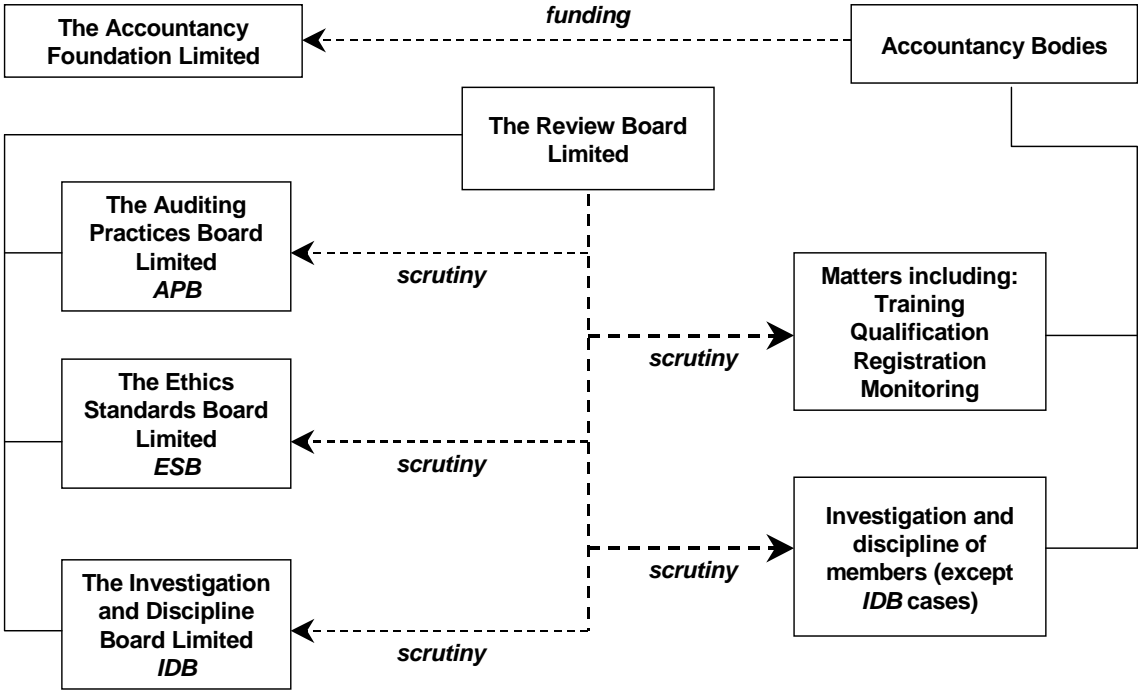 The Accountancy
Foundation Limited
funding
Accountancy Bodies
The Review Board
Limited
The Auditing
Practices Board
Limited
APB
scrutiny
Matters including:
Training
Qualification
Registration
Monitoring
scrutiny
The Ethics
Standards Board
Limited
ESB
scrutiny
Investigation and
discipline of
members (except
IDB cases)
scrutiny
The Investigation
and Discipline
Board Limited
IDB
scrutiny